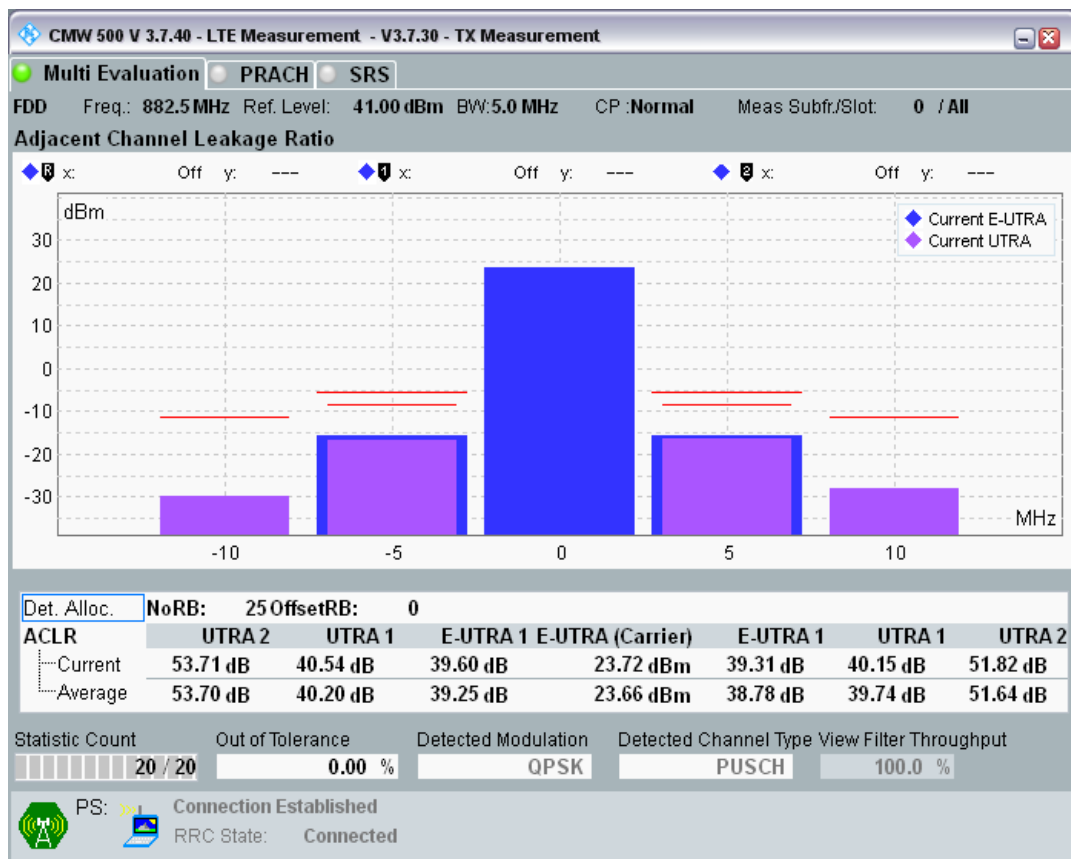 CMW 500 V 3.7.40 - LTE Measurement - V3.7.30 - TX Measurement
Multi Evaluation PRACH SRS
FDD Freq.: 882.5 MHz Ref. Level: 41.00 dBm BW:5.0 MHz CP :Normal Meas Subfr./Slot: 0 / All
Adjacent Channel Leakage Ratio
R x: Off y: --- 1 x: Off y: --- 2 x: Off y: ---
dBm
Current E-UTRA
Current UTRA
30
20
10
0
-10
-20
-30
MHz
-10 -5 0 5 10
Det. Alloc. NoRB: 25 OffsetRB: 0
ACLR UTRA 2 UTRA 1 E-UTRA 1 E-UTRA (Carrier) E-UTRA 1 UTRA 1 UTRA 2
Current 53.71 dB 40.54 dB 39.60 dB 23.72 dBm 39.31 dB 40.15 dB 51.82 dB
Average 53.70 dB 40.20 dB 39.25 dB 23.66 dBm 38.78 dB 39.74 dB 51.64 dB
Statistic Count Out of Tolerance Detected Modulation Detected Channel Type View Filter Throughput
20 / 20 0.00 % QPSK PUSCH 100.0 %
PS: Connection Established
RRC State: Connected